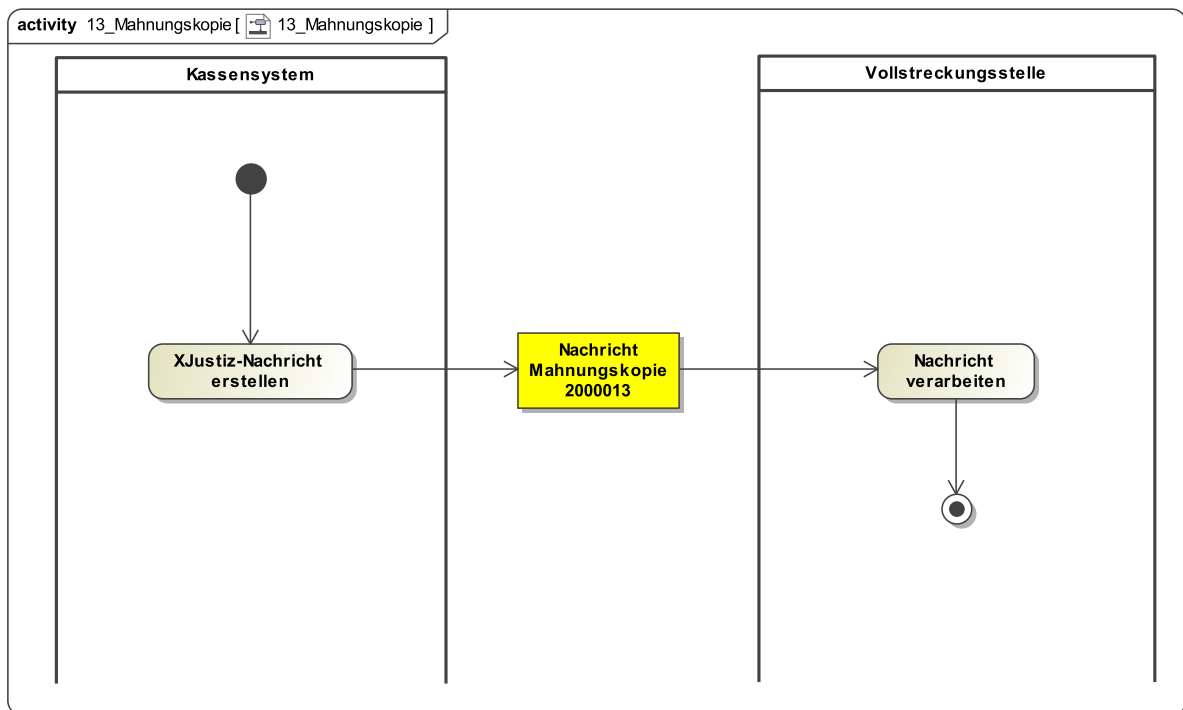 activity 13_Mahnungskopie [ 13_Mahnungskopie ]
Kassensystem
Vollstreckungsstelle
XJustiz-Nachricht
erstellen
Nachricht
Mahnungskopie
2000013
Nachricht
verarbeiten